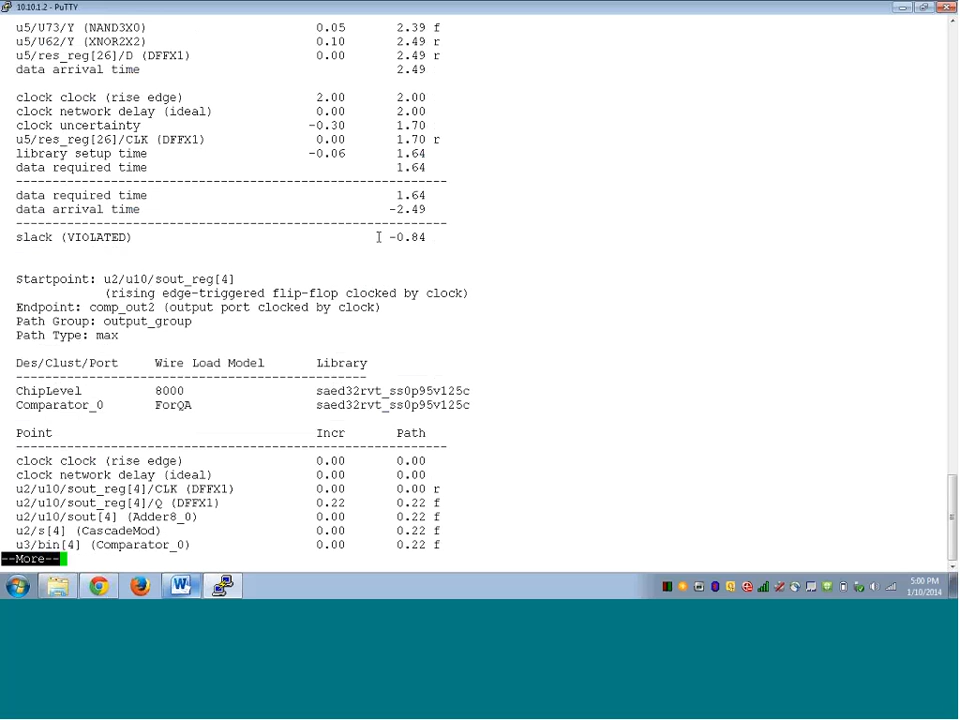 10.10.1.2 - PuTTY
u5/U73/Y (NAND3X0) 0.05 2.39 f
u5/U62/Y (XNOR2X2) 0.10 2.49 r
u5/res_reg[26]/D (DFFX1) 0.00 2.49 r
data arrival time 2.49
clock clock (rise edge) 2.00 2.00
clock network delay (ideal) 0.00 2.00
clock uncertainty -0.30 1.70
u5/res_reg[26]/CLK (DFFX1) 0.00 1.70 r
library setup time -0.06 1.64
data required time 1.64
--------------------------------------------------------------------------
data required time 1.64
data arrival time -2.49
--------------------------------------------------------------------------
slack (VIOLATED) -0.84
Startpoint: u2/u10/sout_reg[4]
(rising edge-triggered flip-flop clocked by clock)
Endpoint: comp_out2 (output port clocked by clock)
Path Group: output_group
Path Type: max
Des/Clust/Port Wire Load Model Library
------------------------------------------------
ChipLevel 8000 saed32rvt_ss0p95v125c
Comparator_0 ForQA saed32rvt_ss0p95v125c
Point Incr Path
--------------------------------------------------------------------------
clock clock (rise edge) 0.00 0.00
clock network delay (ideal) 0.00 0.00
u2/u10/sout_reg[4]/CLK (DFFX1) 0.00 0.00 r
u2/u10/sout_reg[4]/Q (DFFX1) 0.22 0.22 f
u2/u10/sout[4] (Adder8_0) 0.00 0.22 f
u2/s[4] (CascadeMod) 0.00 0.22 f
u3/bin[4] (Comparator_0) 0.00 0.22 f
--More--
5:00 PM
1/10/2014